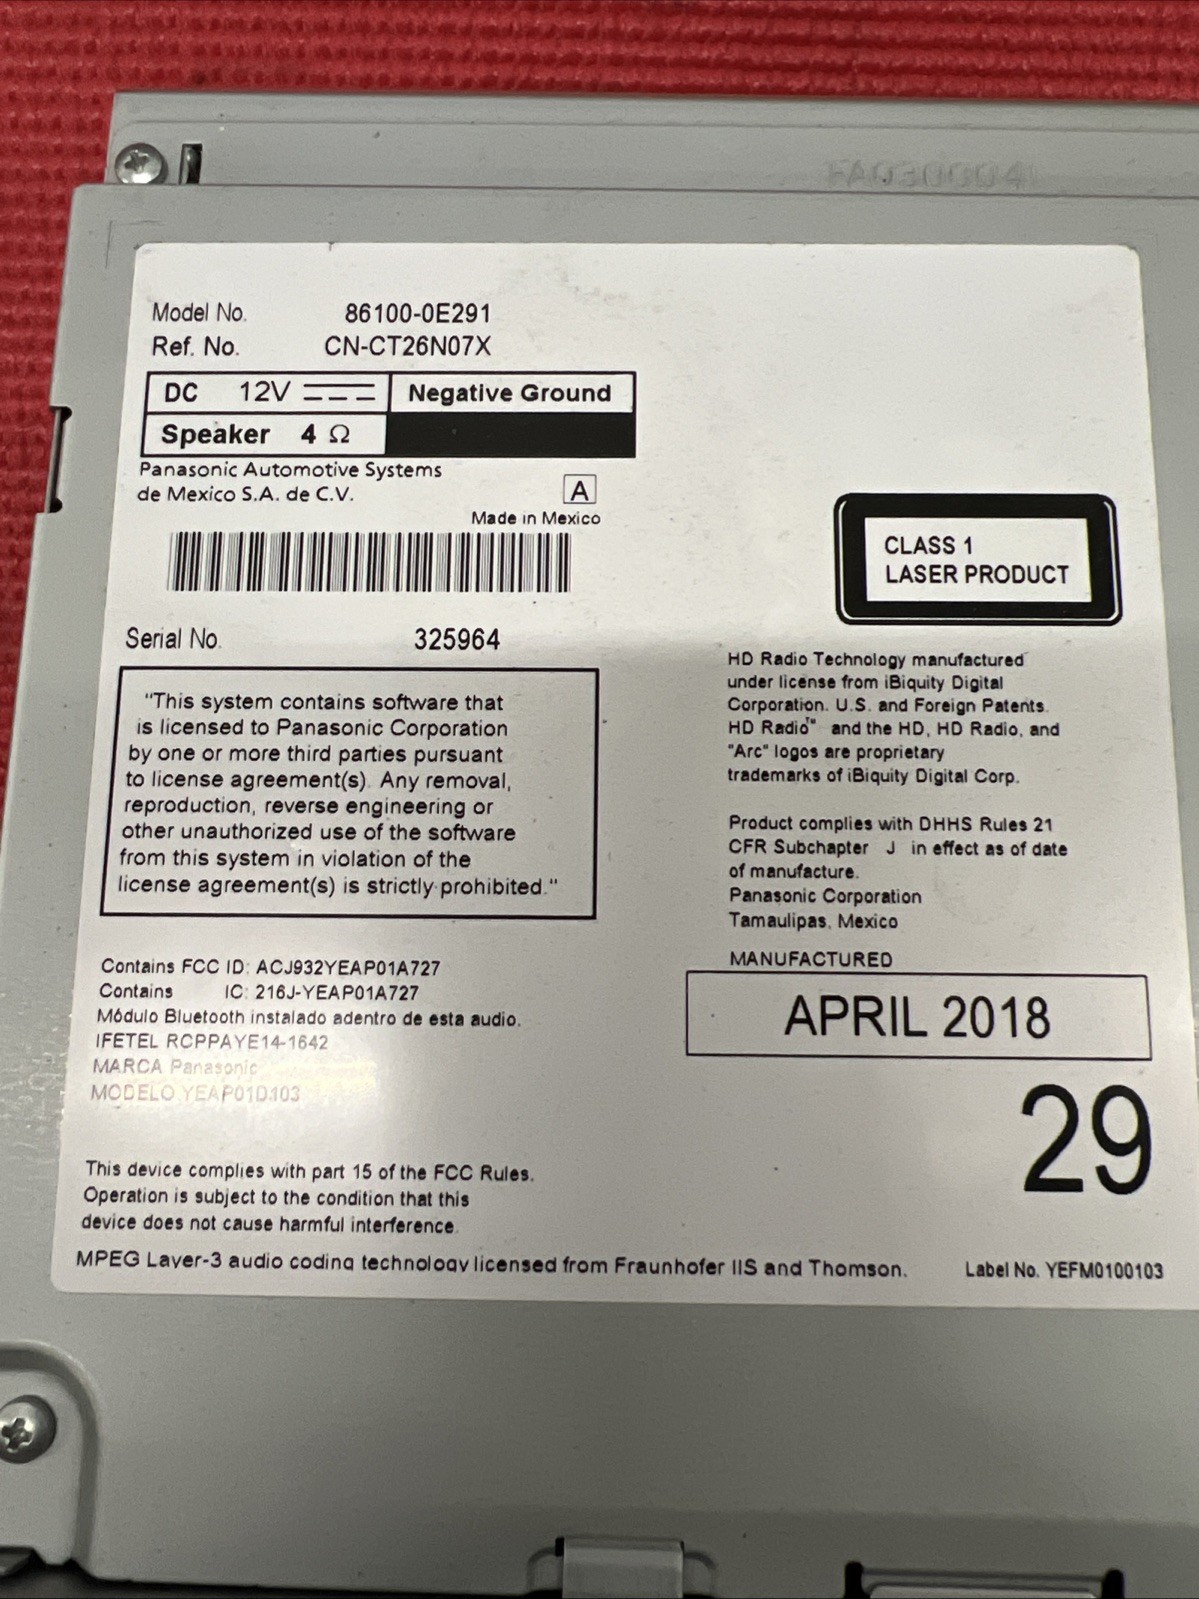 Model No. 86100-0E291
Ref. No. CN-CT26N07X
DC 12V Negative Ground
Speaker 4 Ω
Panasonic Automotive Systems
de Mexico S.A. de C.V.
A
Made in Mexico
Serial No. 325964
"This system contains software that
is licensed to Panasonic Corporation
by one or more third parties pursuant
to license agreement(s). Any removal,
reproduction, reverse engineering or
other unauthorized use of the software
from this system in violation of the
license agreement(s) is strictly prohibited."
Contains FCC ID: ACJ932YEAP01A727
Contains IC: 216J-YEAP01A727
Módulo Bluetooth instalado adentro de esta audio.
IFETEL RCPPAYE14-1642
MARCA Panasonic
MODELO YEAP01D103
This device complies with part 15 of the FCC Rules.
Operation is subject to the condition that this
device does not cause harmful interference.
MPEG Layer-3 audio coding technology licensed from Fraunhofer IIS and Thomson.
CLASS 1
LASER PRODUCT
HD Radio Technology manufactured
under license from iBiquity Digital
Corporation. U.S. and Foreign Patents.
HD Radio™ and the HD, HD Radio, and
"Arc" logos are proprietary
trademarks of iBiquity Digital Corp.
Product complies with DHHS Rules 21
CFR Subchapter J in effect as of date
of manufacture.
Panasonic Corporation
Tamaulipas, Mexico
MANUFACTURED
APRIL 2018
29
Label No. YEFM0100103